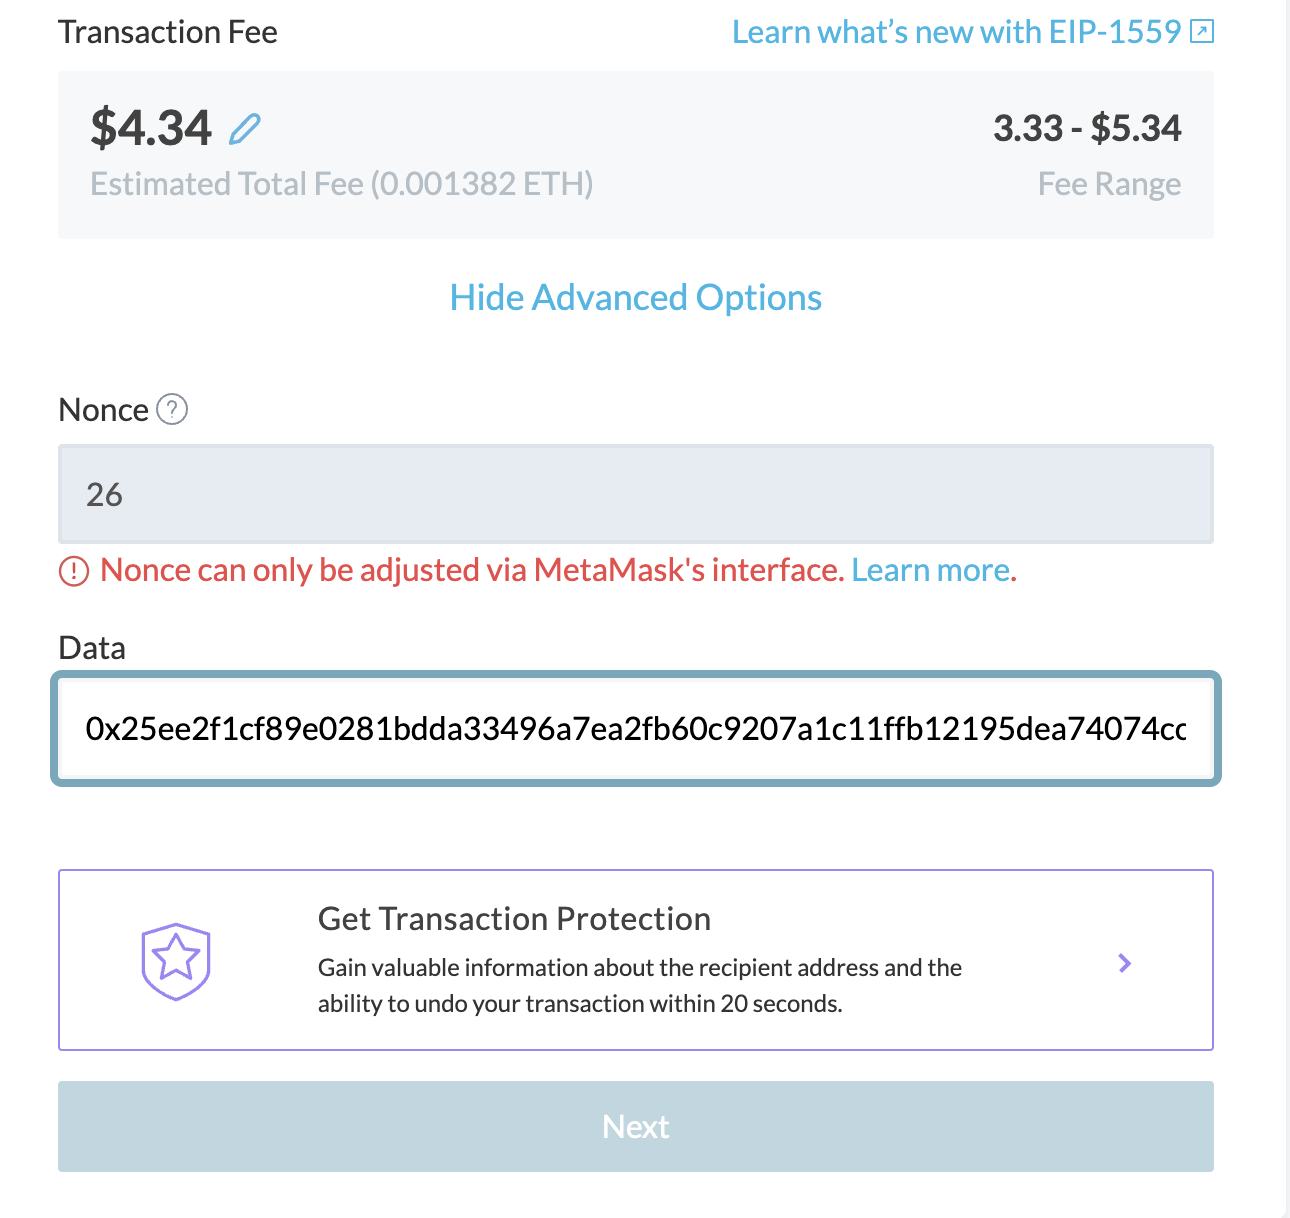 Transaction Fee
Learn what’s new with EIP-1559
$4.34
3.33 - $5.34
Estimated Total Fee (0.001382 ETH)
Fee Range
Hide Advanced Options
Nonce
26
Nonce can only be adjusted via MetaMask's interface. Learn more.
Data
0x25ee2f1cf89e0281bdda33496a7ea2fb60c9207a1c11ffb12195dea74074cc
Get Transaction Protection
Gain valuable information about the recipient address and the
ability to undo your transaction within 20 seconds.
Next